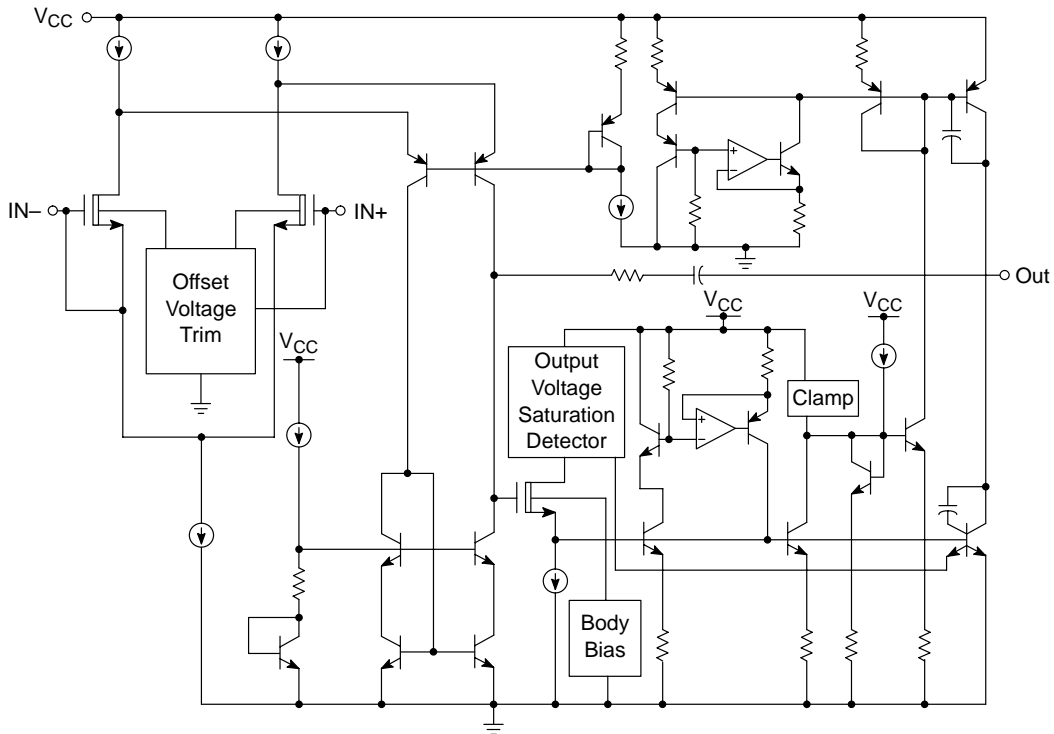 VCC
IN–
IN+
Offset
Voltage
Trim
Out
VCC
VCC
VCC
Output
Voltage
Saturation
Detector
Clamp
+
–
+
–
Body
Bias